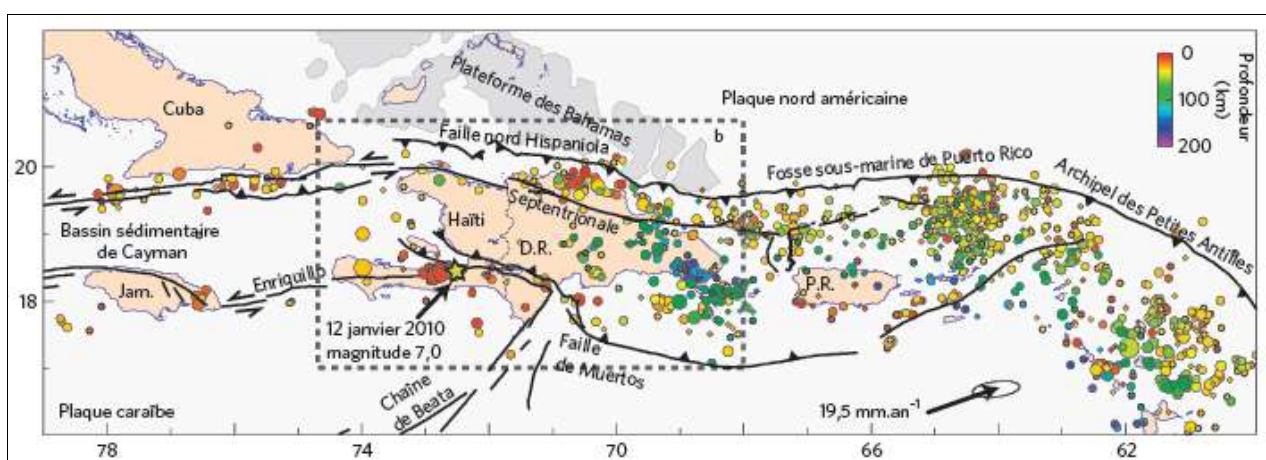 Cuba
Plateforme des Bahamas
Plaque nord américaine
0
100
200
Profondeur
(km)
b
Faille nord Hispaniola
20
Fosse sous-marine de Puerto Rico
Archipel des Petites Antilles
Septentrionale
Haïti
D.R.
Bassin sédimentaire
de Cayman
Enriquillo
Jam.
P.R.
18
12 janvier 2010
magnitude 7,0
Faille
de Muertos
Chaîne
de Beata
Plaque caraïbe
19,5 mm.an⁻¹
78
74
70
66
62